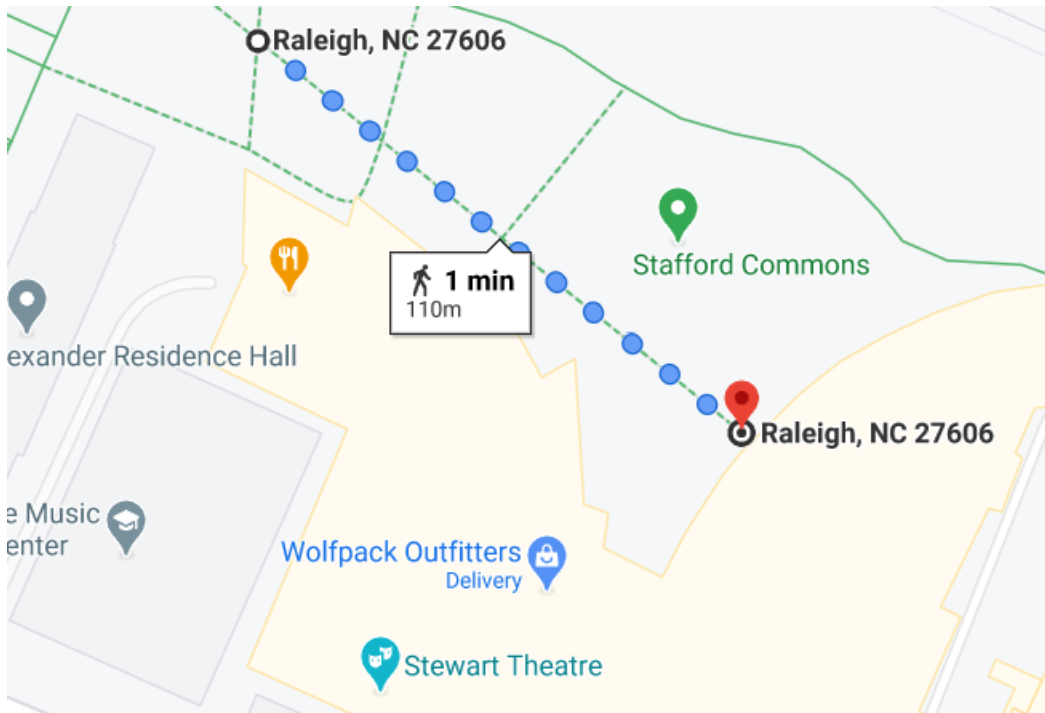 Raleigh, NC 27606
1 min
110m
Stafford Commons
exander Residence Hall
Raleigh, NC 27606
e Music
enter
Wolfpack Outfitters
Delivery
Stewart Theatre